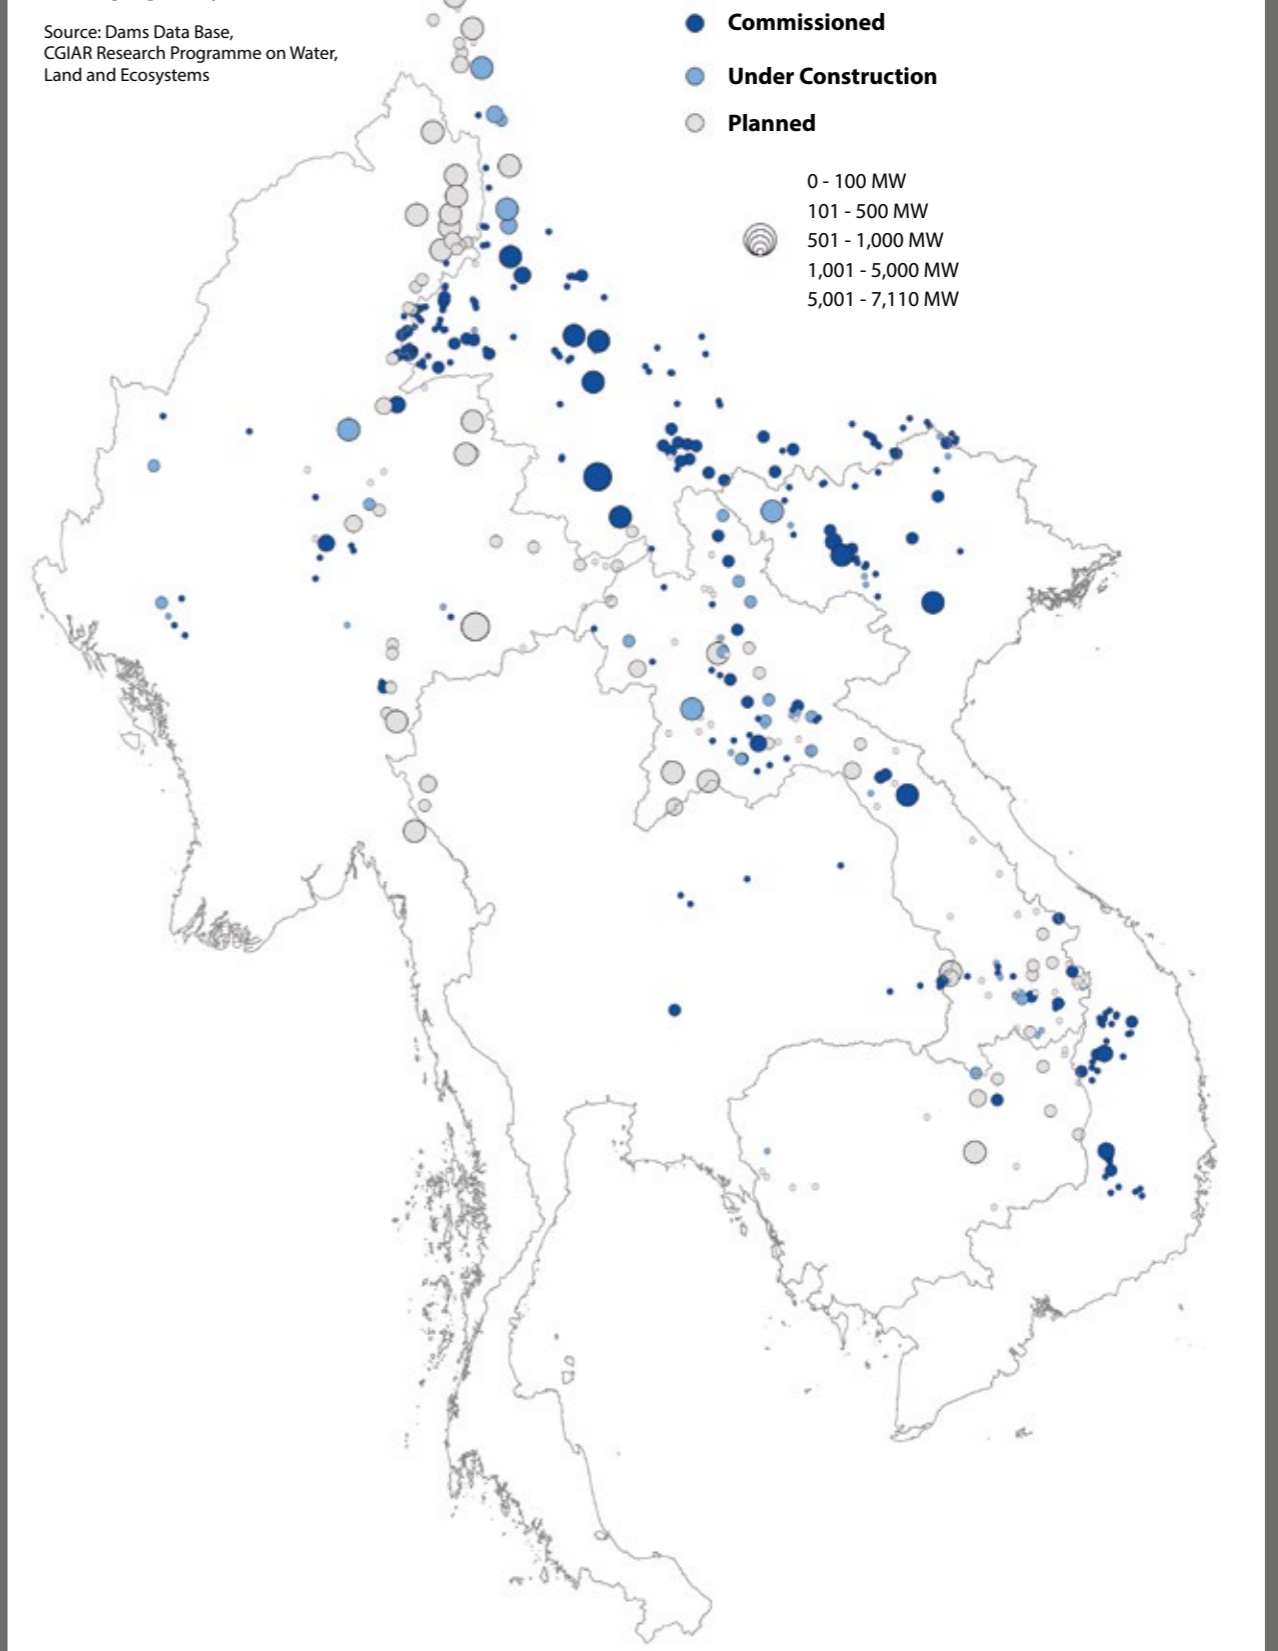 Source: Dams Data Base,
CGIAR Research Programme on Water,
Land and Ecosystems
Commissioned
Under Construction
Planned
0 - 100 MW
101 - 500 MW
501 - 1,000 MW
1,001 - 5,000 MW
5,001 - 7,110 MW